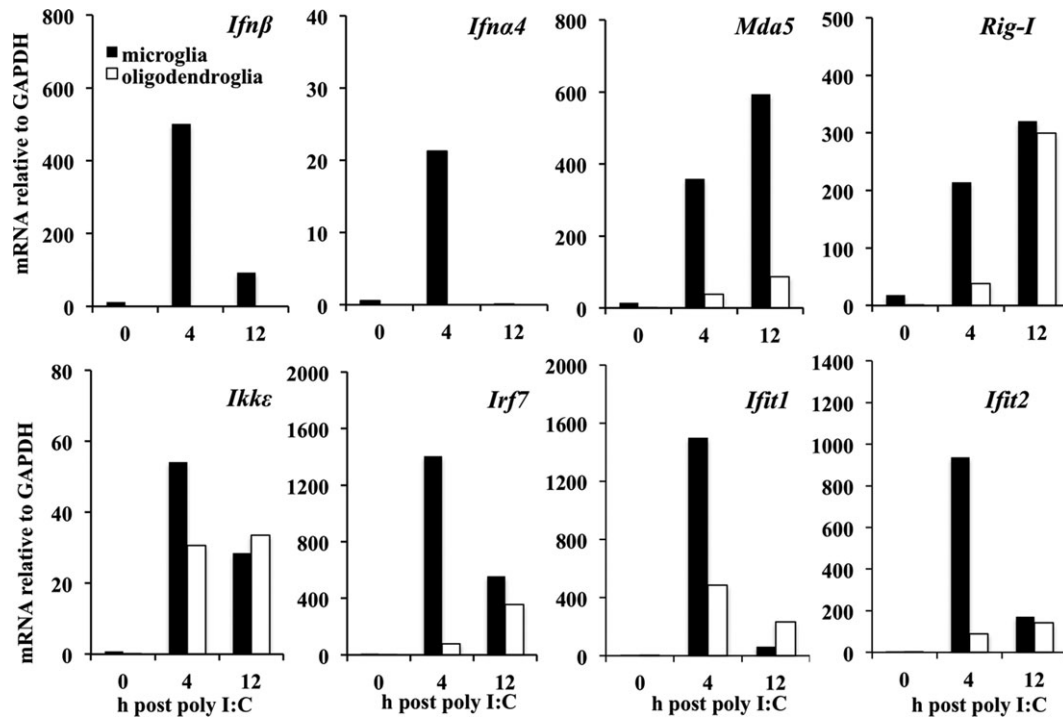 Ifnβ
Ifnα4
Mda5
Rig-I
microglia
oligodendroglia
mRNA relative to GAPDH
800
600
400
200
0
0 4 12
40
30
20
10
0
0 4 12
800
600
400
200
0
0 4 12
500
400
300
200
100
0
0 4 12
Ikkε
Irf7
Ifit1
Ifit2
mRNA relative to GAPDH
80
60
40
20
0
0 4 12
h post poly I:C
2000
1600
1200
800
400
0
0 4 12
h post poly I:C
2000
1600
1200
800
400
0
0 4 12
h post poly I:C
1400
1200
1000
800
600
400
200
0
0 4 12
h post poly I:C